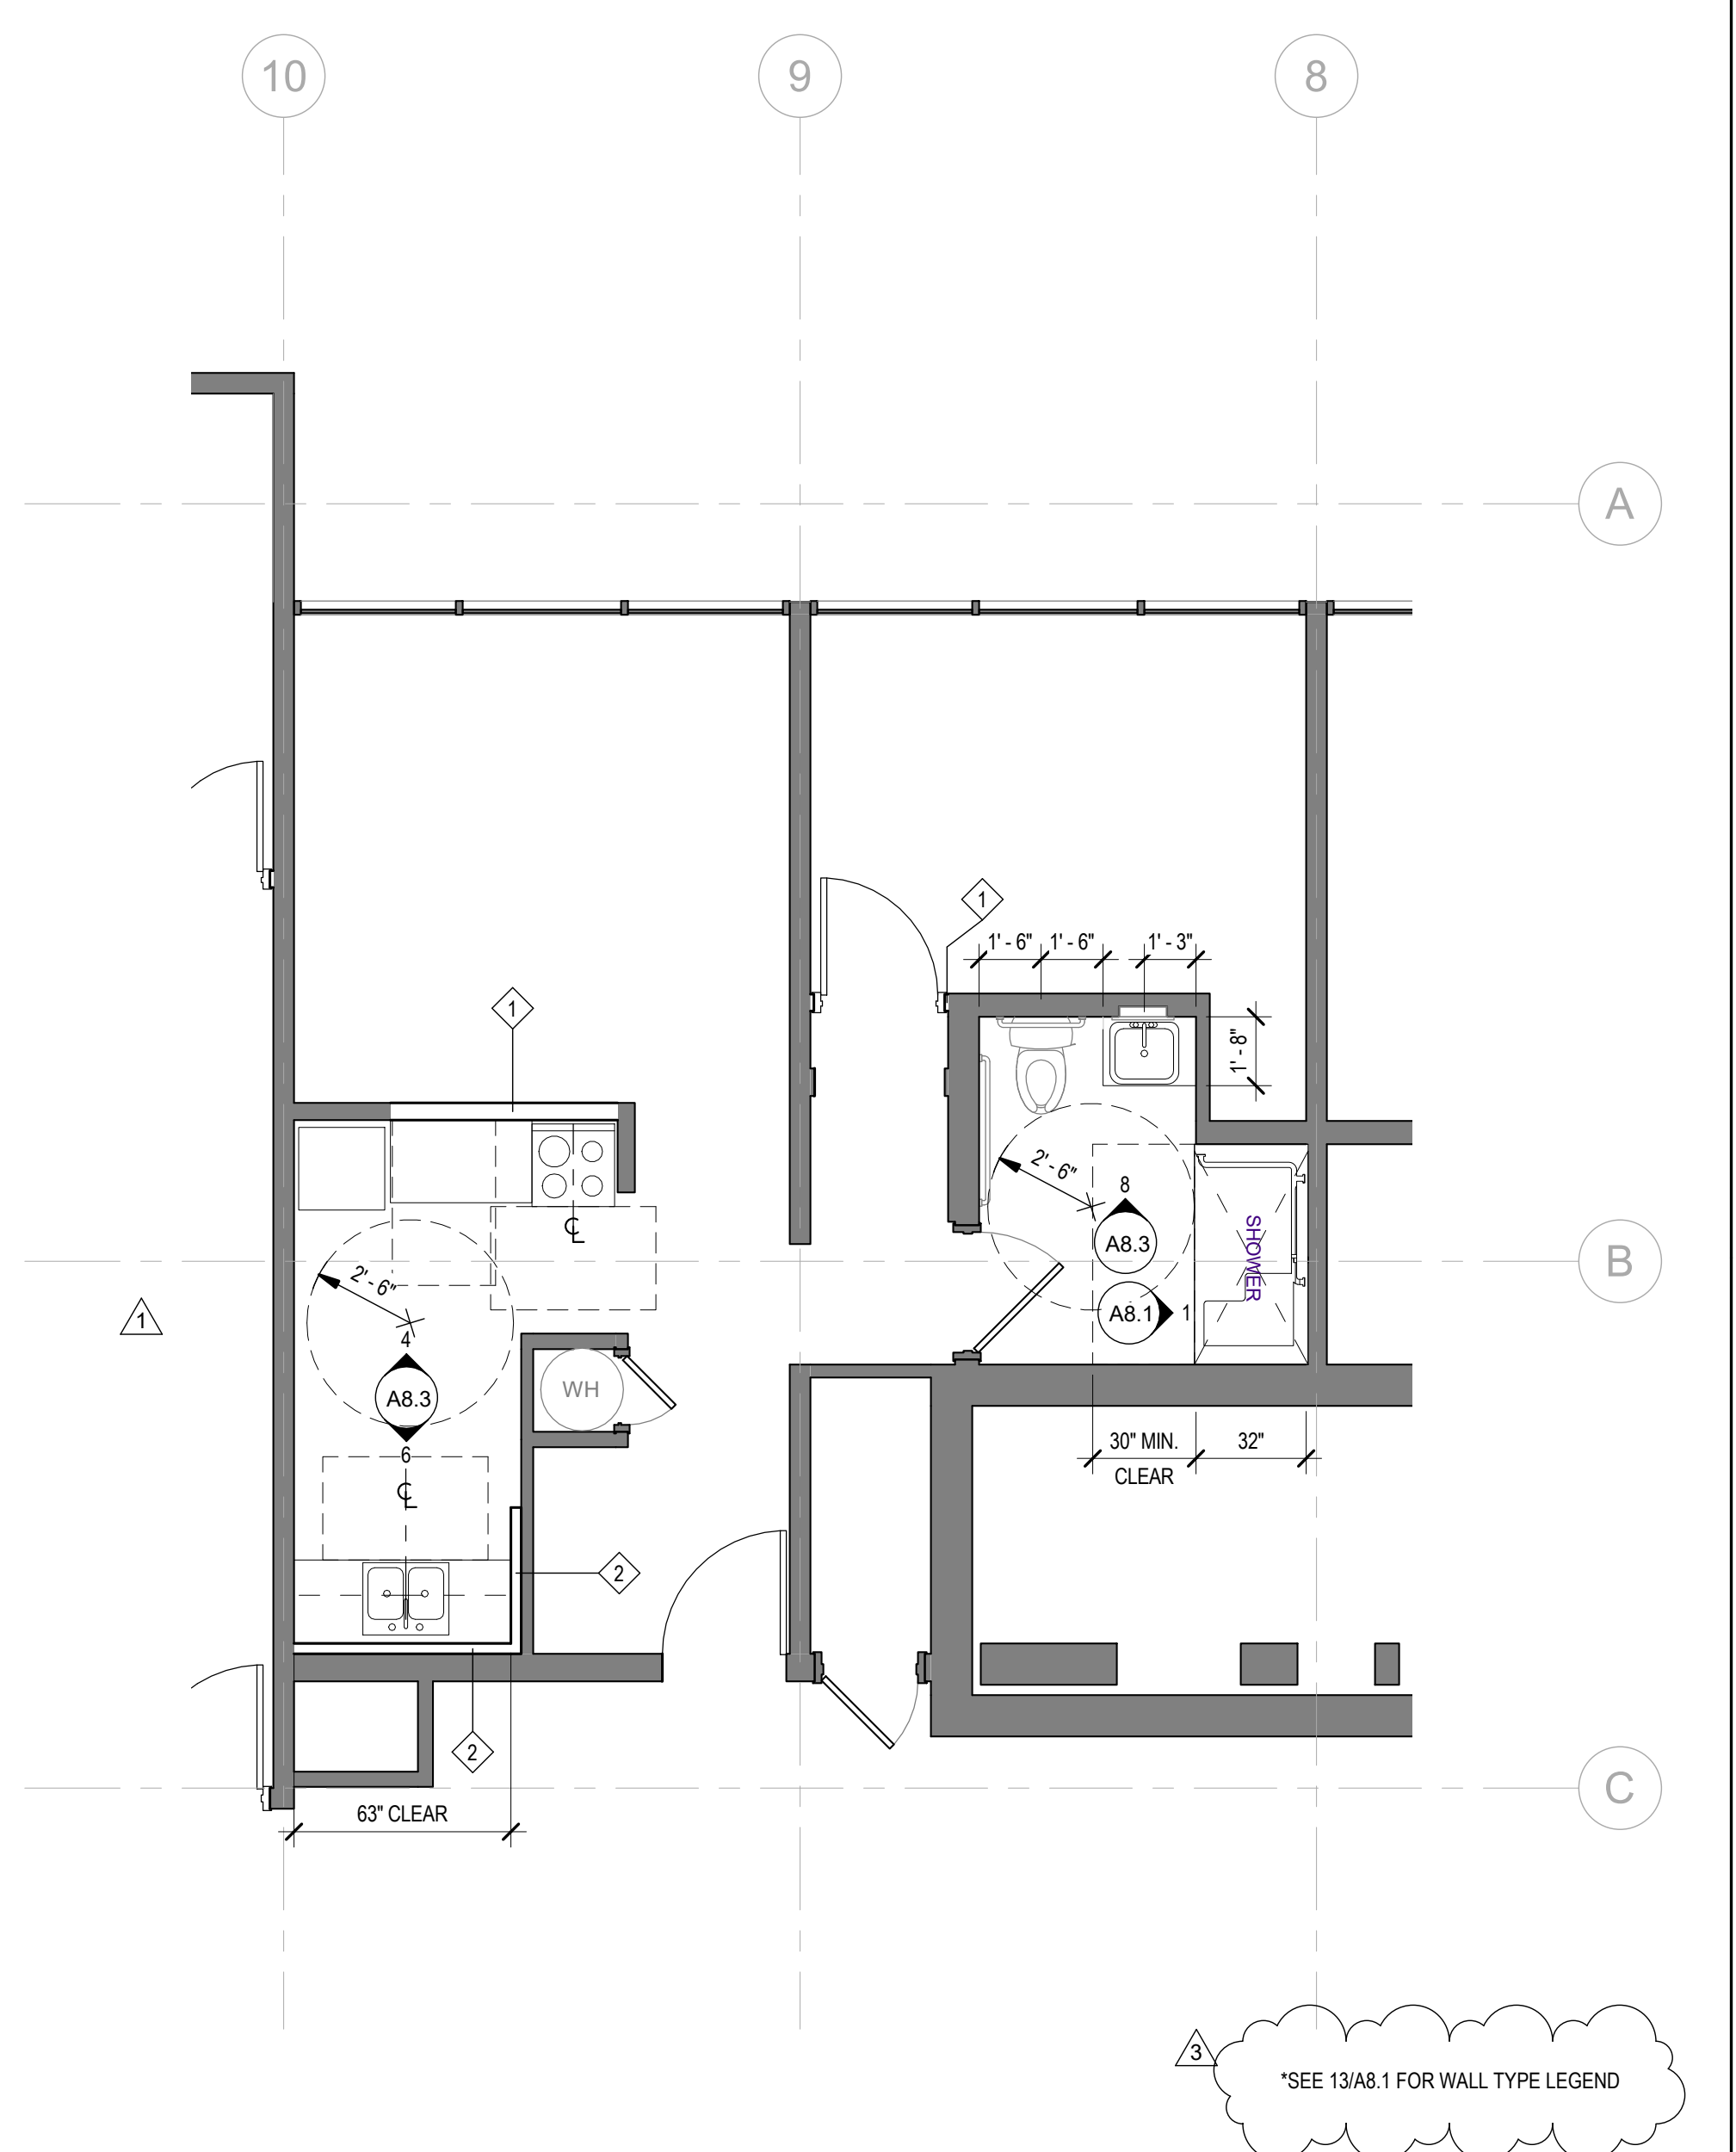 10
9
8
A
1
1' - 6"
1' - 6"
1' - 3"
1
1' - 8"
2' - 6"
8
A8.3
SHOWER
℄
B
2' - 6"
A8.1
1
1
4
WH
A8.3
6
30" MIN.
32"
CLEAR
℄
2
2
C
63" CLEAR
3
*SEE 13/A8.1 FOR WALL TYPE LEGEND